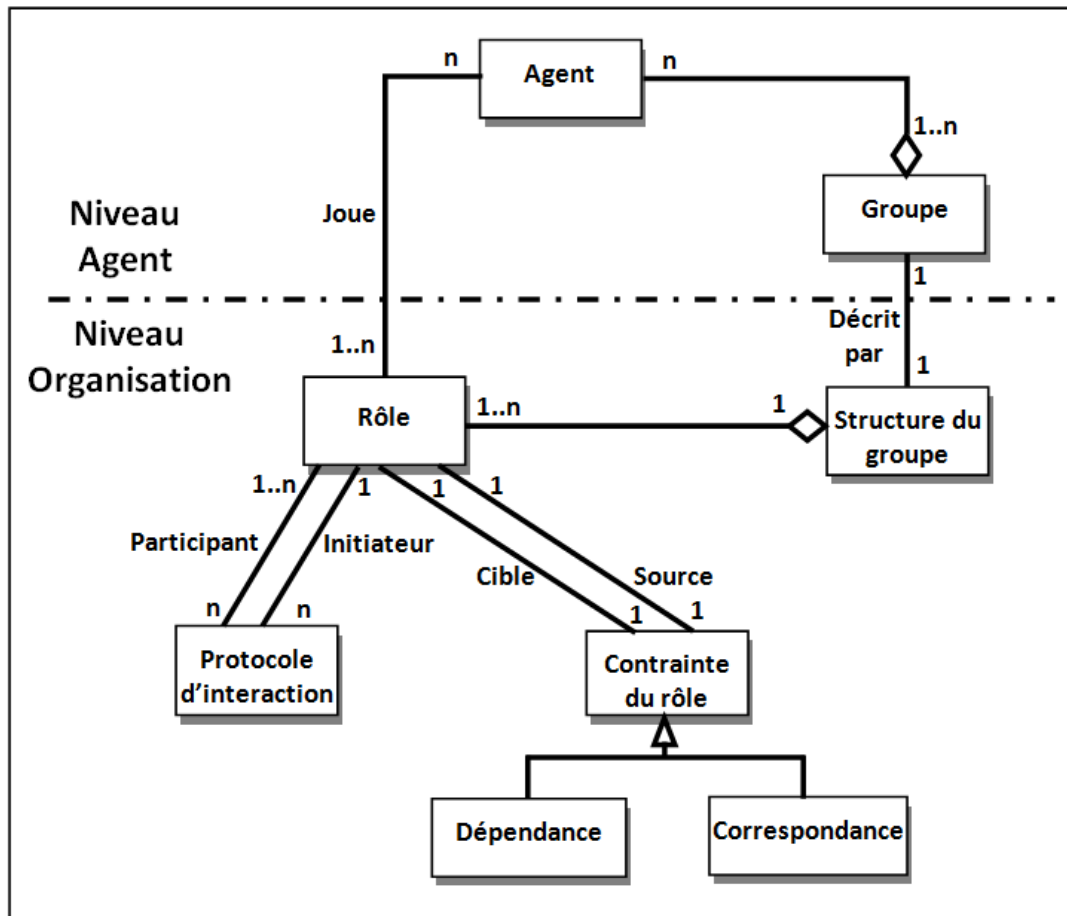 n
Agent
n
1..n
Groupe
Niveau
Agent
Joue
1
Niveau
Organisation
Décrit
par
1..n
1
Rôle
1..n
1
Structure du
groupe
1..n
1
1
1
Participant
Initiateur
Cible
Source
n
n
1
1
Protocole
d'interaction
Contrainte
du rôle
Dépendance
Correspondance